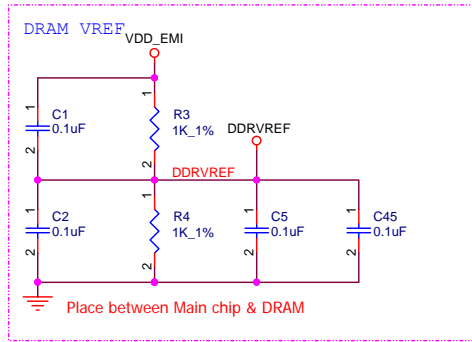 DRAM VREF
VDD_EMI
1
1
C1
0.1uF
R3
1K_1%
DDRVREF
2
2
DDRVREF
1
1
1
1
C2
0.1uF
R4
1K_1%
C5
0.1uF
C45
0.1uF
2
2
2
2
Place between Main chip & DRAM